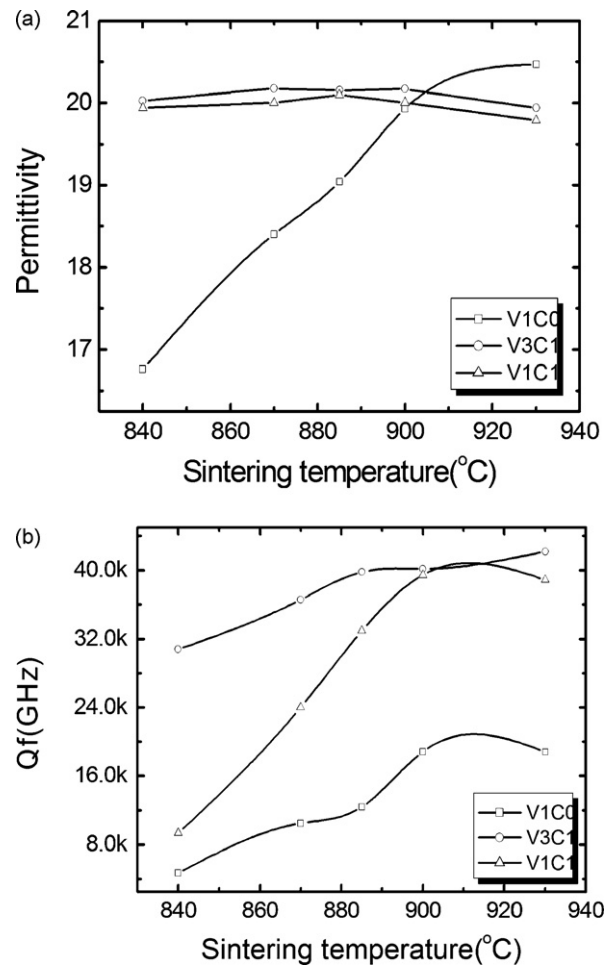 (a)
21
20
19
18
17
Permittivity
V1C0
V3C1
V1C1
840 860 880 900 920 940
Sintering temperature(°C)
(b)
40.0k
32.0k
24.0k
16.0k
8.0k
Qf(GHz)
V1C0
V3C1
V1C1
840 860 880 900 920 940
Sintering temperature(°C)